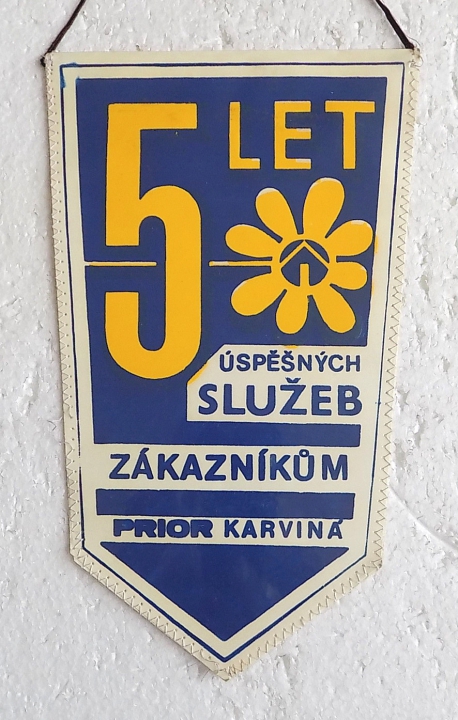 5 LET
ÚSPĚŠNÝCH
SLUŽEB
ZÁKAZNÍKŮM
PRIOR KARVINÁ